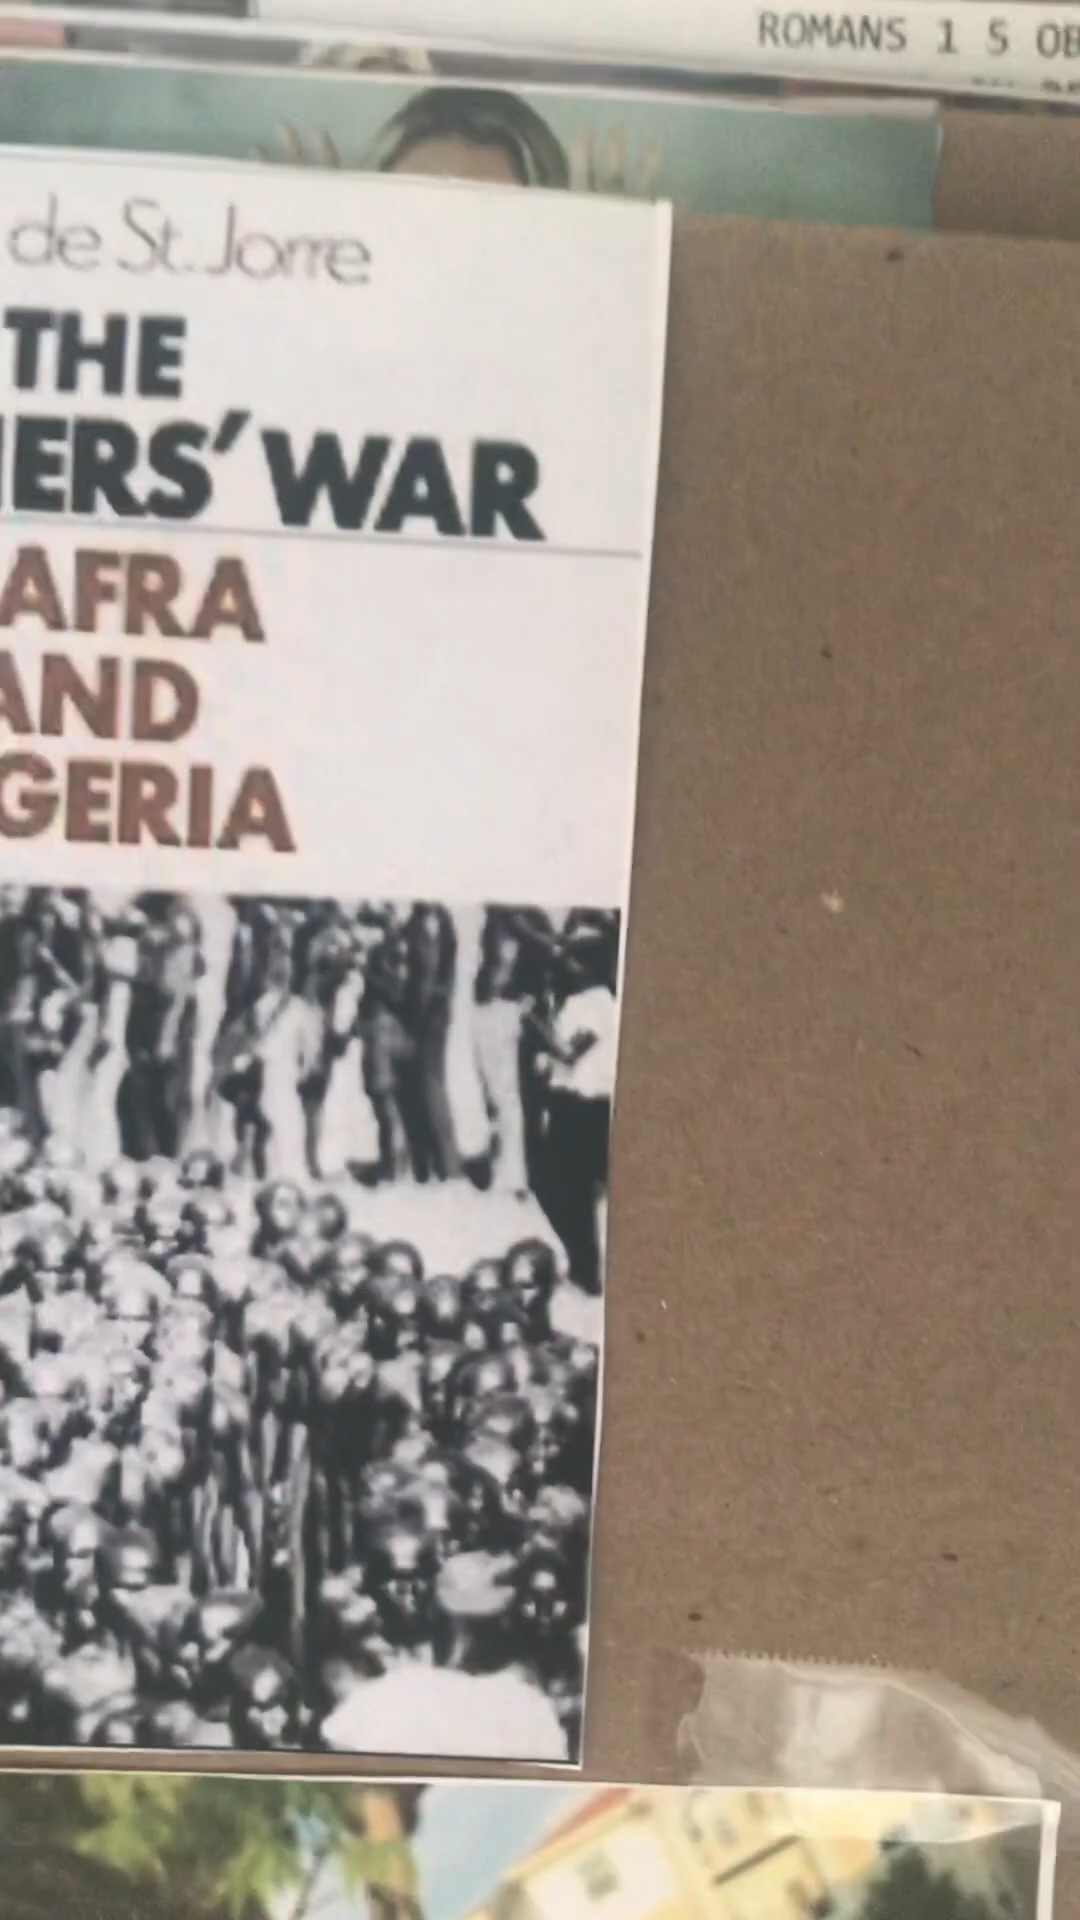 ROMANS 1 5 OB
de St. Jorre
THE
ERS' WAR
AFRA
AND
GERIA